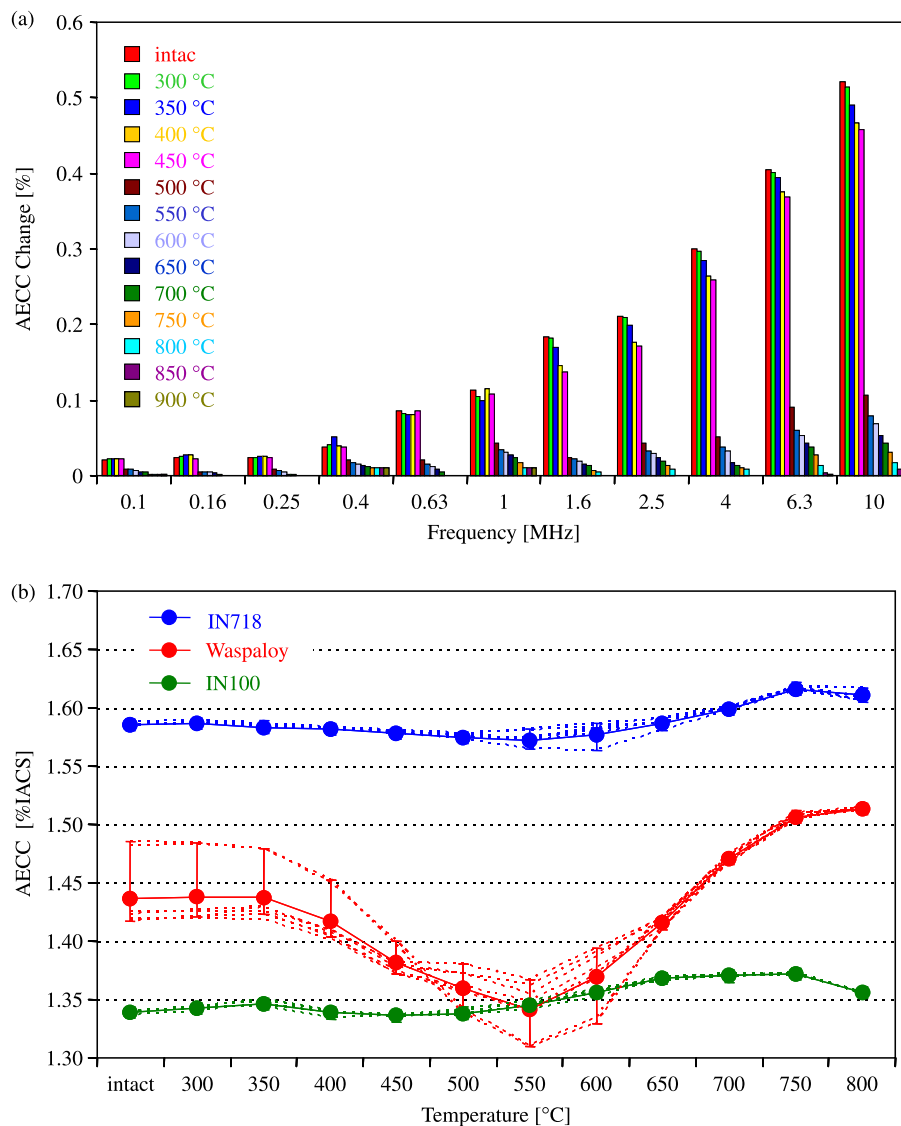 (a)
0.6
0.5
0.4
0.3
0.2
0.1
0
AECC Change [%]
intac
300 °C
350 °C
400 °C
450 °C
500 °C
550 °C
600 °C
650 °C
700 °C
750 °C
800 °C
850 °C
900 °C
0.1 0.16 0.25 0.4 0.63 1 1.6 2.5 4 6.3 10
Frequency [MHz]
(b)
1.70
1.65
1.60
1.55
1.50
1.45
1.40
1.35
1.30
AECC [%IACS]
IN718
Waspaloy
IN100
intact 300 350 400 450 500 550 600 650 700 750 800
Temperature [°C]